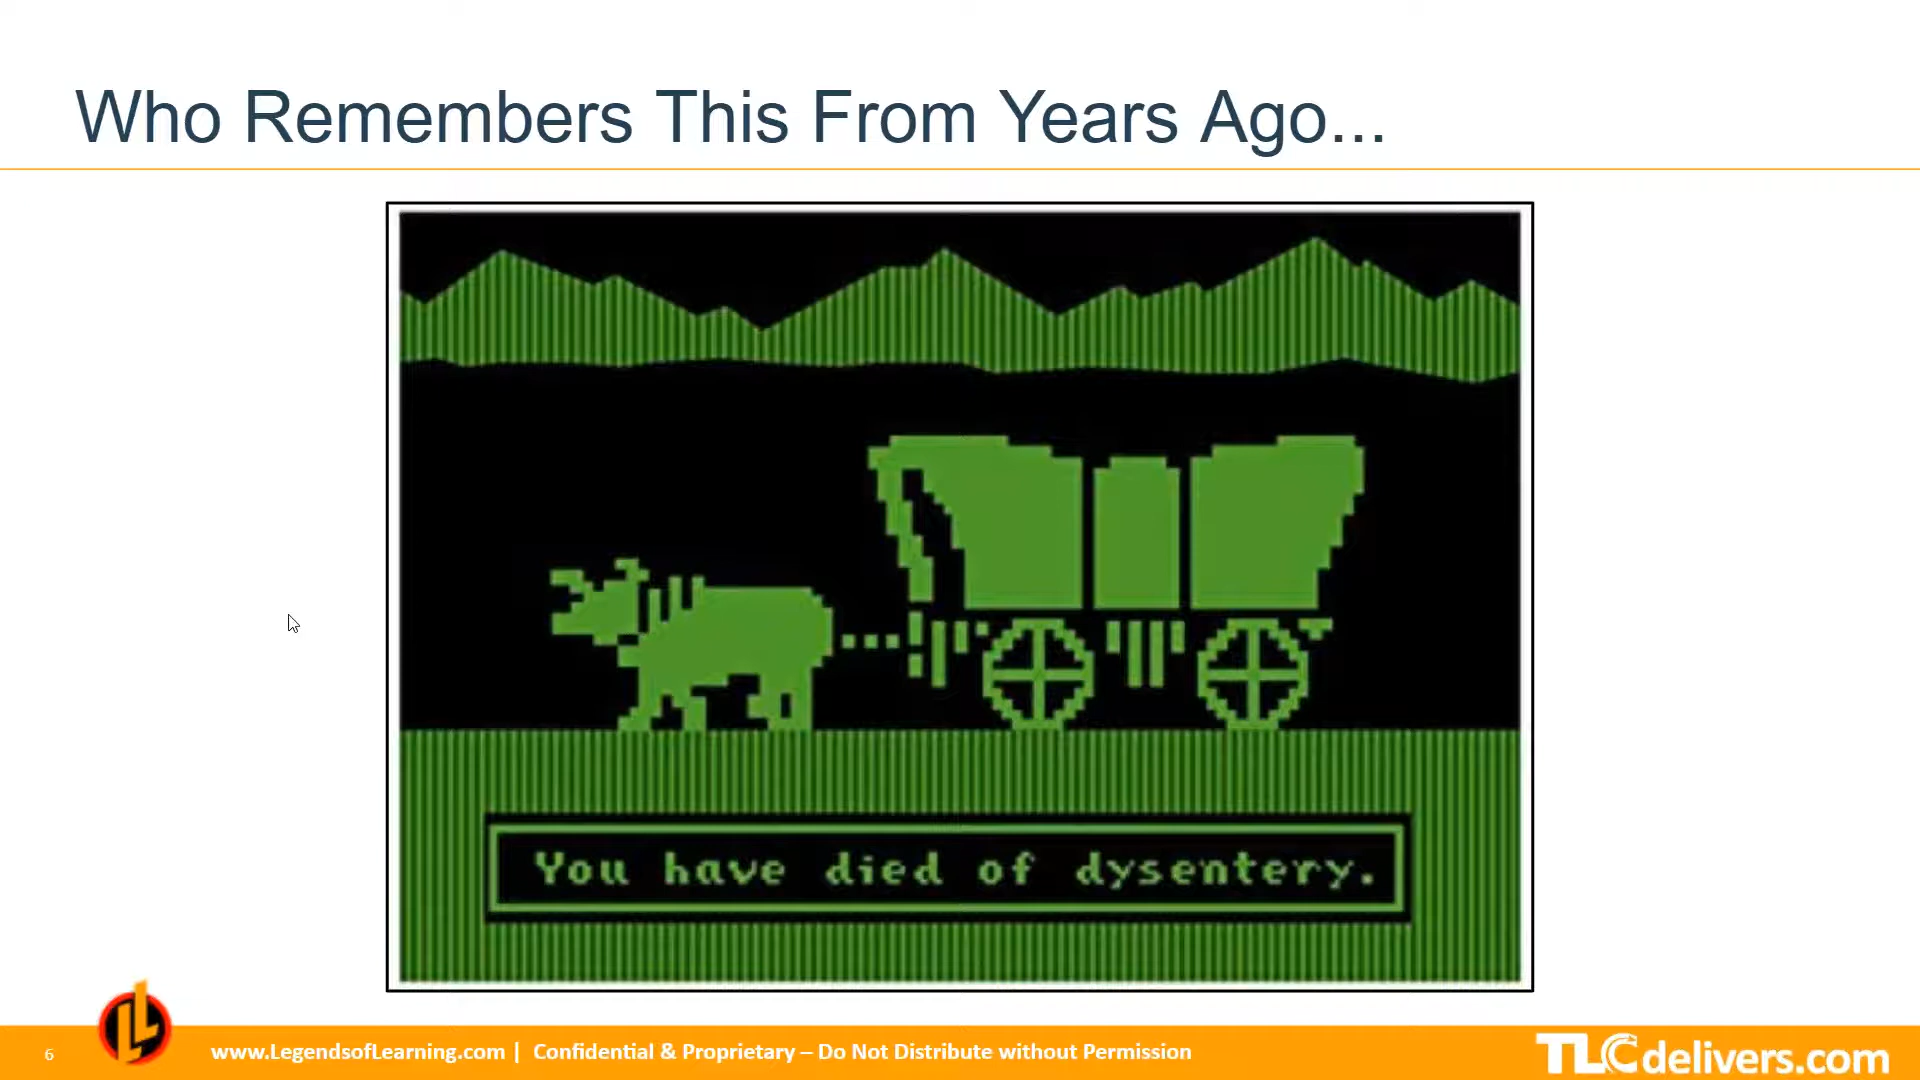 Who Remembers This From Years Ago...
You have died of dysentery.
6
LL
www.LegendsofLearning.com | Confidential & Proprietary – Do Not Distribute without Permission
TLCdelivers.com